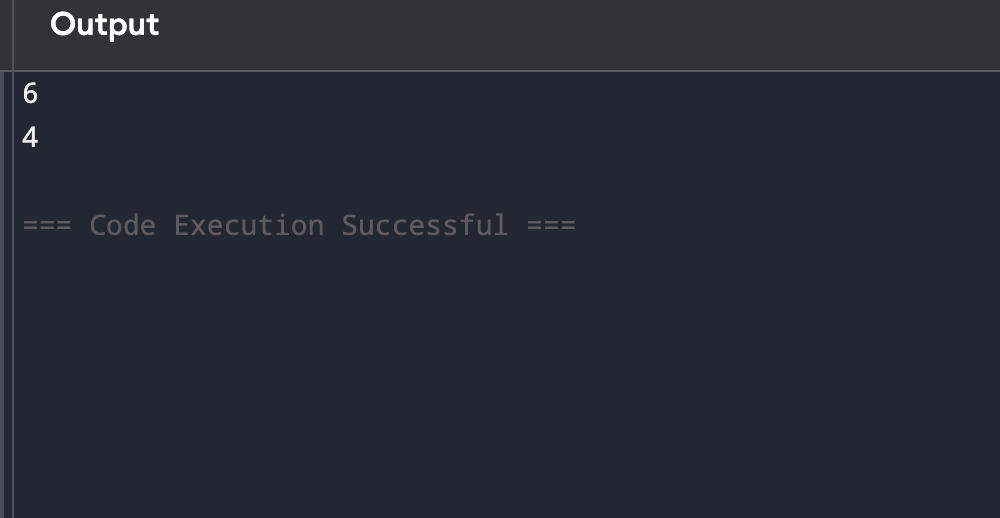 Output
6
4
=== Code Execution Successful ===